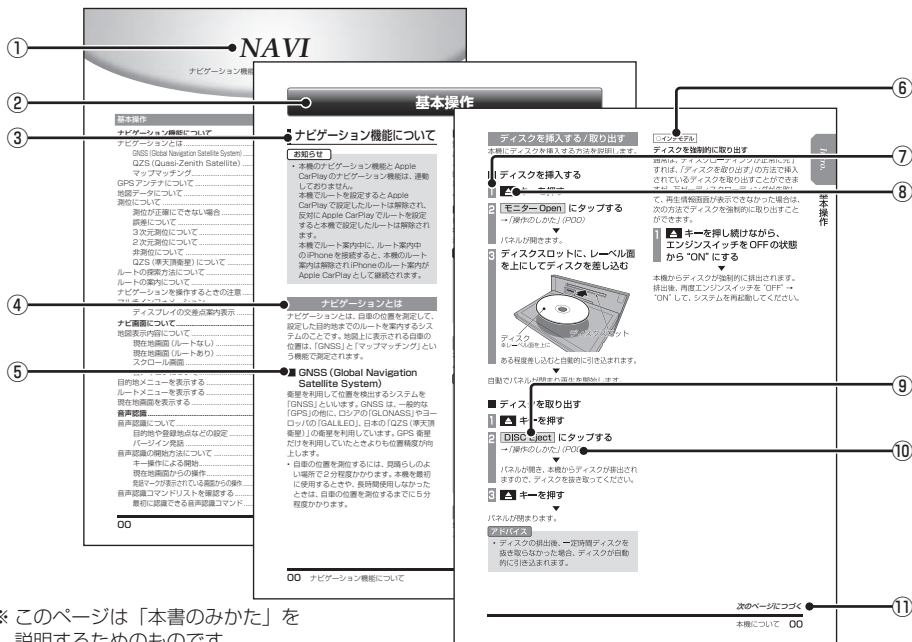 ①
NAVI
ナビゲーション機能
②
基本操作
③
基本操作
ナビゲーション機能について
ナビゲーションとは
GNSS (Global Navigation Satellite System)
QZS (Quasi-Zenith Satellite)
マップマッチング
GPSアンテナについて
地図データについて
測位について
測位が正確にできない場合
誤差について
3次元測位について
2次元測位について
非測位について
QZS（準天頂衛星）について
ルートの探索方法について
ルートの案内について
ナビゲーションを操作するときの注意
マルチインフォメーション
ディスプレイの交差点案内表示
ナビ画面について
地図表示内容について
現在地画面（ルートなし）
現在地画面（ルートあり）
スクロール画面
目的地メニューを表示する
ルートメニューを表示する
現在地画面を表示する
音声認識
音声認識について
目的地や登録地点などの設定
バージイン発話
音声認識の開始方法について
キー操作による開始
現在地画面からの操作
発話マークが表示されている画面からの操作
音声認識コマンドリストを確認する
最初に認識できる音声認識コマンド
00
ナビゲーション機能について
お知らせ
・本機のナビゲーション機能とApple
CarPlayのナビゲーション機能は、連動
しておりません。
本機でルートを設定するとApple
CarPlayで設定したルートは解除され、
反対にApple CarPlayでルートを設定
すると本機で設定したルートは解除され
ます。
本機でルート案内中に、ルート案内中
のiPhoneを接続すると、本機のルート
案内は解除されiPhoneのルート案内が
Apple CarPlayとして継続されます。
④
ナビゲーションとは
ナビゲーションとは、自車の位置を測定して、
設定した目的地までのルートを案内するシス
テムのことです。地図上に表示される自車の
位置は、「GNSS」と「マップマッチング」とい
う機能で測定されます。
⑤
■ GNSS (Global Navigation
Satellite System)
衛星を利用して位置を検出するシステムを
「GNSS」といいます。GNSS は、一般的な
「GPS」の他に、ロシアの「GLONASS」やヨー
ロッパの「GALILEO」、日本の「QZS（準天頂
衛星）」の衛星を利用しています。GPS 衛星
だけを利用していたときよりも位置精度が向
上します。
・自車の位置を測位するには、見晴らしのよ
い場所で2分程度かかります。本機を最初
に使用するときや、長時間使用しなかった
ときは、自車の位置を測位するまでに5分
程度かかります。
00 ナビゲーション機能について
ディスクを挿入する / 取り出す
本機にディスクを挿入する方法を説明します。
■ ディスクを挿入する
⑦
1 ▲ キーを押す
⑧
2 モニター Open にタップする
→「操作のしかた」(P00)
▼
パネルが開きます。
3 ディスクスロットに、レーベル面
を上にしてディスクを差し込む
ディスクスロット
ディスク
※レーベル面を上に
▼
ある程度差し込むと自動的に引き込まれます。
▼
自動でパネルが閉まり再生を開始します。
■ ディスクを取り出す
1 ▲ キーを押す
⑨
2 DISC Eject にタップする
→「操作のしかた」(P00)
⑩
▼
パネルが開き、本機からディスクが排出され
ますので、ディスクを抜き取ってください。
3 ▲ キーを押す
▼
パネルが閉まります。
アドバイス
・ディスクの排出後、一定時間ディスクを
抜き取らなかった場合、ディスクが自動
的に引き込まれます。
⑥
○インチモデル
ディスクを強制的に取り出す
通常は、ディスクローディングが正常に完了
すれば、「ディスクを取り出す」の方法で挿入
されているディスクを取り出すことができま
て、再生情報画面が表示できなかった場合は、
次の方法でディスクを強制的に取り出すこと
ができます。
1 ▲ キーを押し続けながら、
エンジンスイッチをOFFの状態
から “ON” にする
▼
本機からディスクが強制的に排出されます。
排出後、再度エンジンスイッチを “OFF” →
“ON” して、システムを再起動してください。
Intro.
基本操作
次のページにつづく
⑪
本機について 00
※ このページは「本書のみかた」を
説明するためのものです。